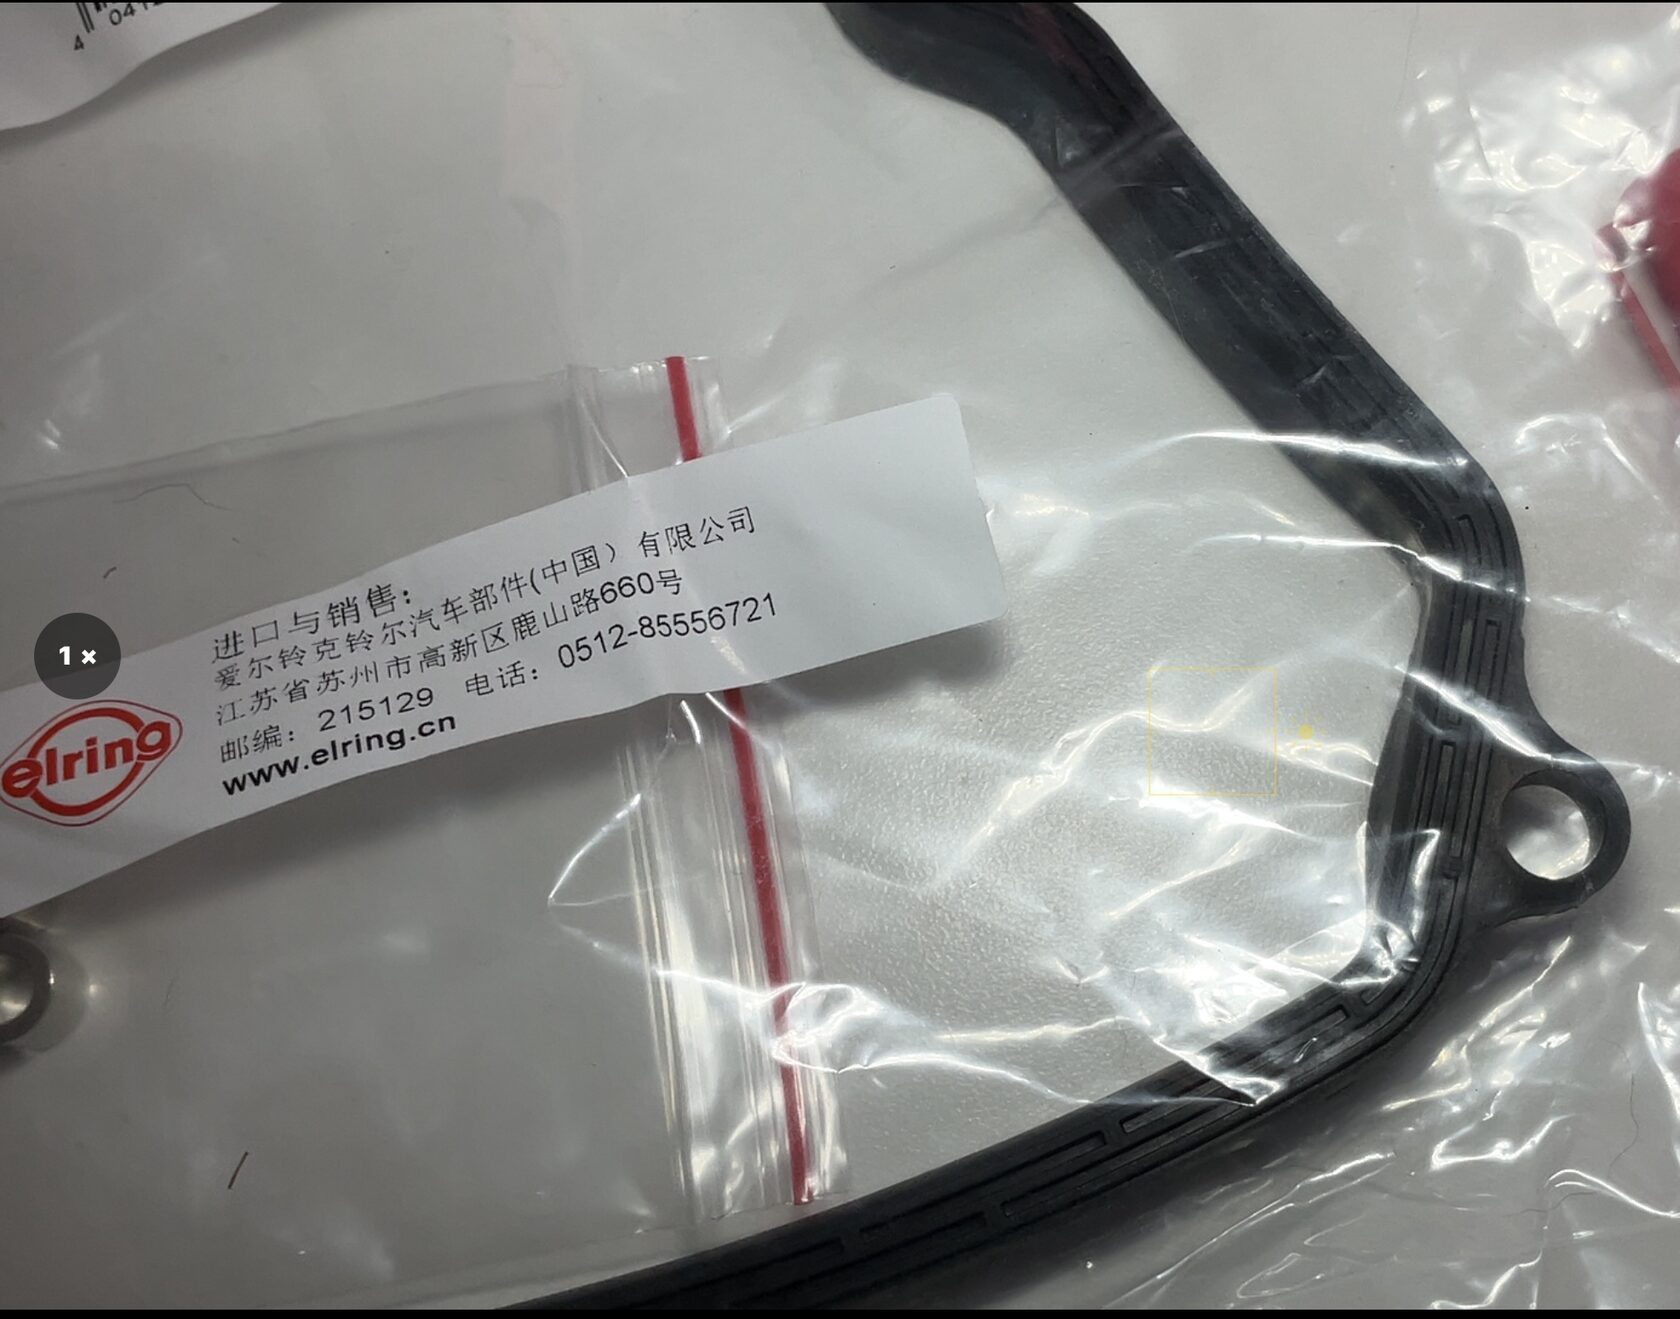 4
041
进口与销售:
爱尔铃克铃尔汽车部件(中国）有限公司
江苏省苏州市高新区鹿山路660号
邮编: 215129 电话: 0512-85556721
www.elring.cn
elring
1 ×